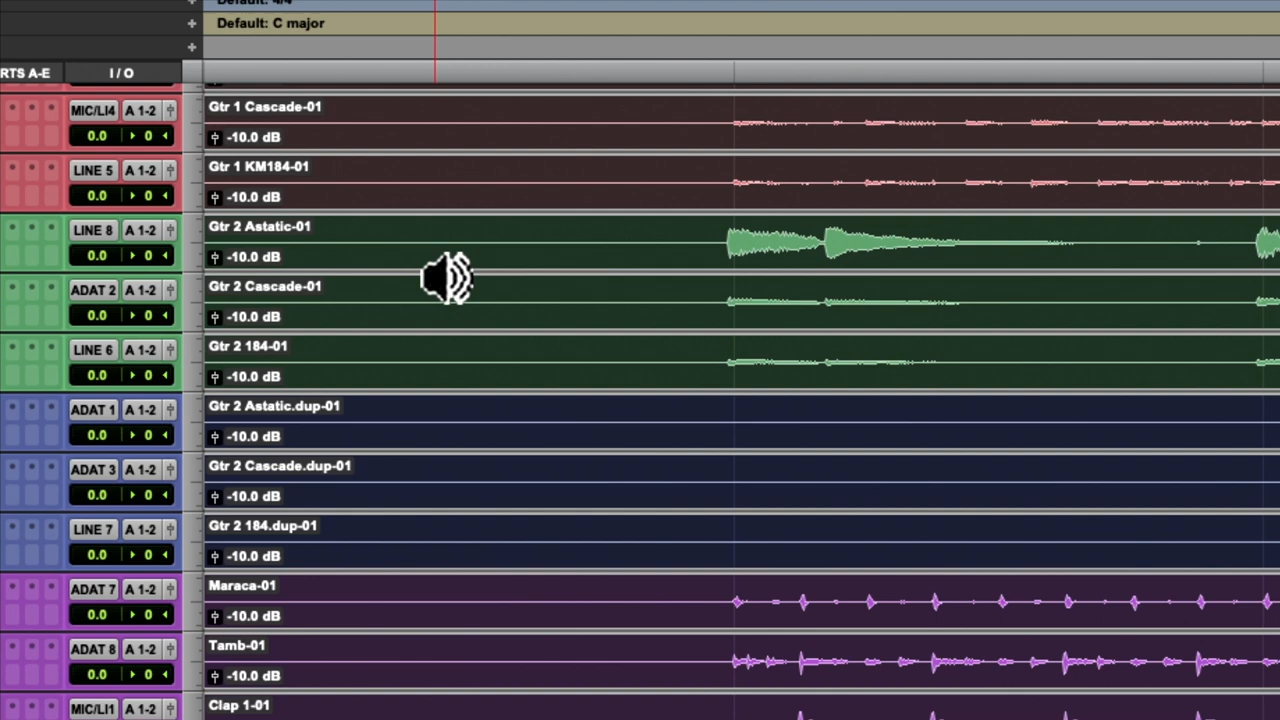 Default: 4/4
Default: C major
RTS A-E I / O
MIC/LI4 A 1-2 Gtr 1 Cascade-01
0.0 0 -10.0 dB
LINE 5 A 1-2 Gtr 1 KM184-01
0.0 0 -10.0 dB
LINE 8 A 1-2 Gtr 2 Astatic-01
0.0 0 -10.0 dB
ADAT 2 A 1-2 Gtr 2 Cascade-01
0.0 0 -10.0 dB
LINE 6 A 1-2 Gtr 2 184-01
0.0 0 -10.0 dB
ADAT 1 A 1-2 Gtr 2 Astatic.dup-01
0.0 0 -10.0 dB
ADAT 3 A 1-2 Gtr 2 Cascade.dup-01
0.0 0 -10.0 dB
LINE 7 A 1-2 Gtr 2 184.dup-01
0.0 0 -10.0 dB
ADAT 7 A 1-2 Maraca-01
0.0 0 -10.0 dB
ADAT 8 A 1-2 Tamb-01
0.0 0 -10.0 dB
MIC/LI1 A 1-2 Clap 1-01